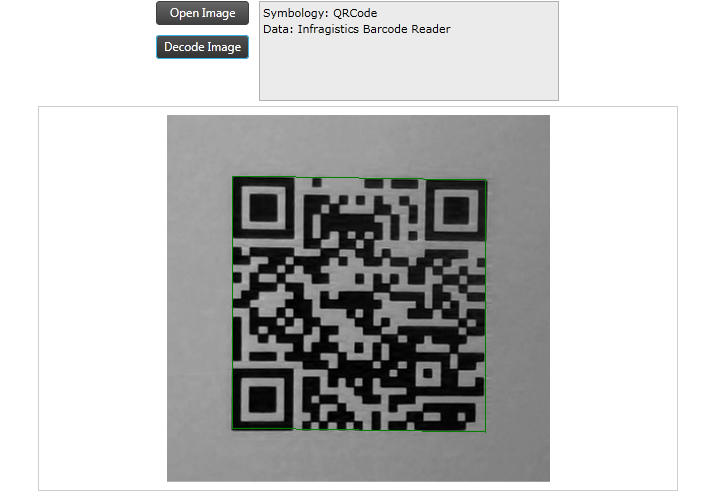 Open Image
Decode Image
Symbology: QRCode
Data: Infragistics Barcode Reader